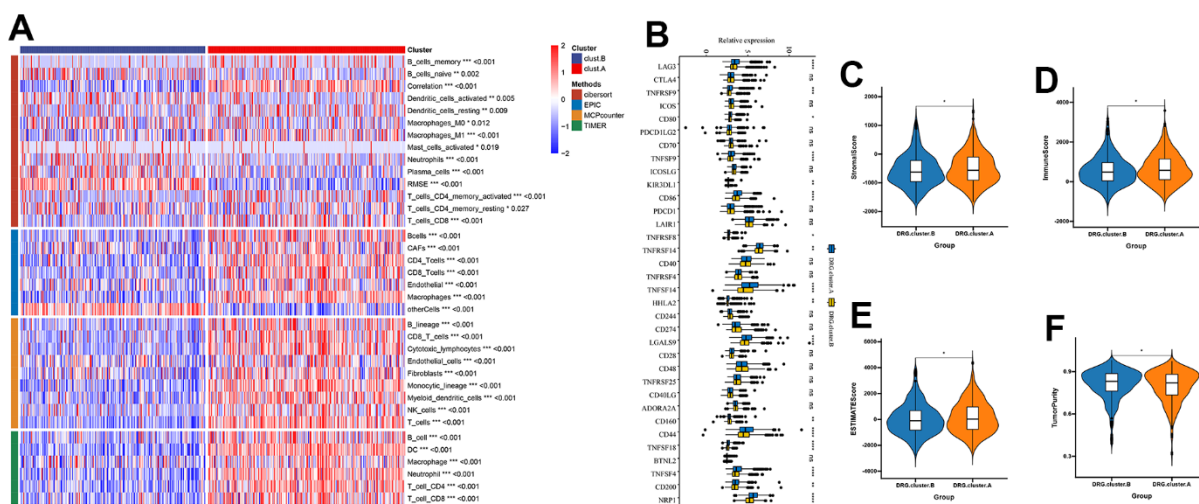 A
Cluster
B_cells_memory *** <0.001
B_cells_naive ** 0.002
Correlation *** <0.001
Dendritic_cells_activated ** 0.005
Dendritic_cells_resting ** 0.009
Macrophages_M0 * 0.012
Macrophages_M1 *** <0.001
Mast_cells_activated * 0.019
Neutrophils *** <0.001
Plasma_cells *** <0.001
RMSE *** <0.001
T_cells_CD4_memory_activated *** <0.001
T_cells_CD4_memory_resting * 0.027
T_cells_CD8 *** <0.001
Bcells *** <0.001
CAFs *** <0.001
CD4_Tcells *** <0.001
CD8_Tcells *** <0.001
Endothelial *** <0.001
Macrophages *** <0.001
otherCells *** <0.001
B_lineage *** <0.001
CD8_T_cells *** <0.001
Cytotoxic_lymphocytes *** <0.001
Endothelial_cells *** <0.001
Fibroblasts *** <0.001
Monocytic_lineage *** <0.001
Myeloid_dendritic_cells *** <0.001
NK_cells *** <0.001
T_cells *** <0.001
B_cell *** <0.001
DC *** <0.001
Macrophage *** <0.001
Neutrophil *** <0.001
T_cell_CD4 *** <0.001
T_cell_CD8 *** <0.001
2
1
0
−1
−2
Cluster
clust.B
clust.A
Methods
cibersort
EPIC
MCPcounter
TIMER
B
Relative expression
0
5
10
LAG3
CTLA4
TNFRSF9
ICOS
CD80
PDCD1LG2
CD70
TNFSF9
ICOSLG
KIR3DL1
CD86
PDCD1
LAIR1
TNFRSF8
TNFRSF14
CD40
TNFRSF4
TNFSF14
HHLA2
CD244
CD274
LGALS9
CD28
CD48
TNFRSF25
CD40LG
ADORA2A
CD160
CD44
TNFSF18
BTNL2
TNFSF4
CD200
NRP1
DRG.cluster.A
DRG.cluster.B
C
*
StromalScore
2000
1000
0
-1000
-2000
DRG.cluster.B
DRG.cluster.A
Group
D
*
ImmuneScore
4000
2000
0
-2000
DRG.cluster.B
DRG.cluster.A
Group
E
*
ESTIMATEScore
6000
4000
2000
0
-2000
-4000
DRG.cluster.B
DRG.cluster.A
Group
F
*
TumorPurity
0.9
0.6
0.3
DRG.cluster.B
DRG.cluster.A
Group